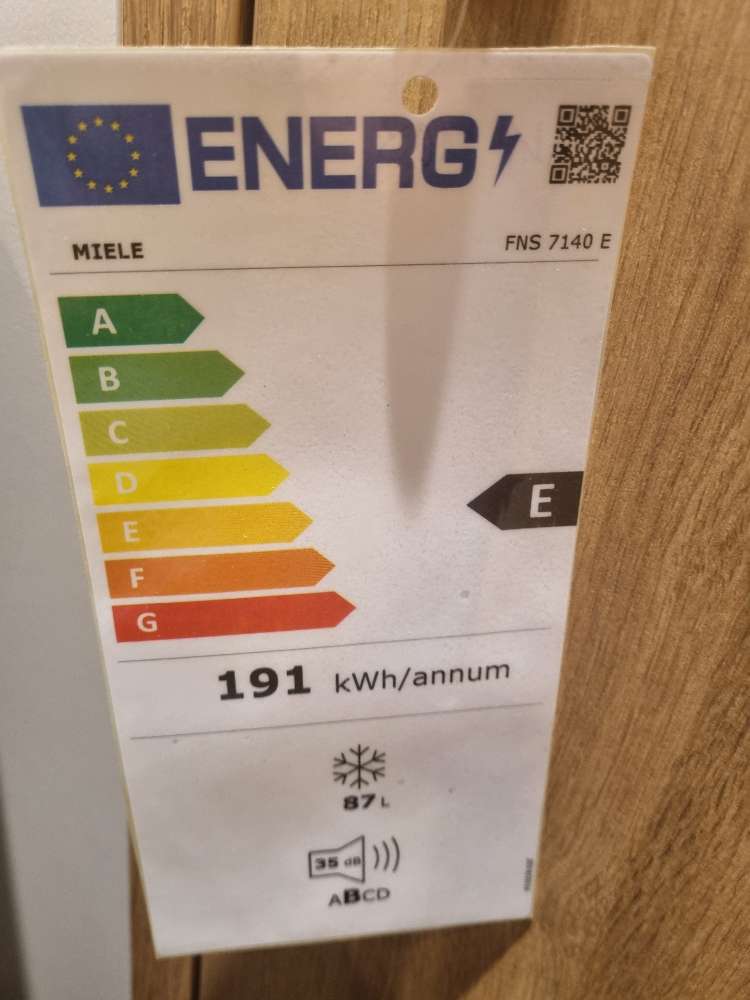 ENERG
MIELE
FNS 7140 E
A
B
C
D
E
E
F
G
191 kWh/annum
87 L
35 dB
ABCD